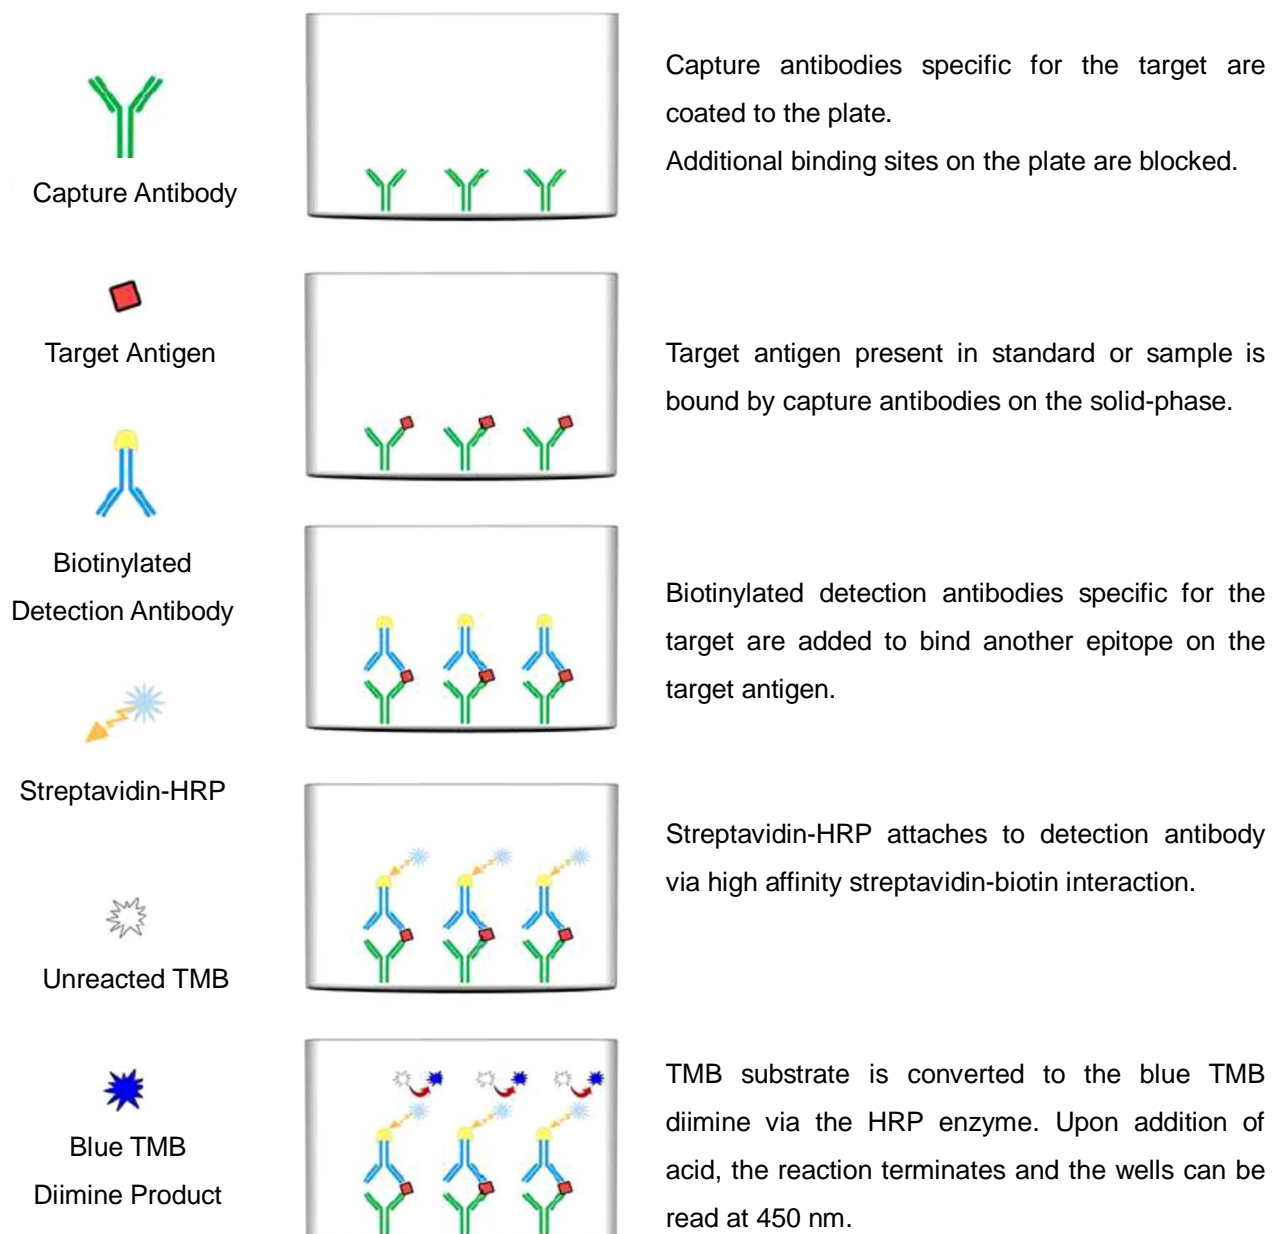 Capture Antibody
Capture antibodies specific for the target are
coated to the plate.
Additional binding sites on the plate are blocked.
Target Antigen
Target antigen present in standard or sample is
bound by capture antibodies on the solid-phase.
Biotinylated
Detection Antibody
Biotinylated detection antibodies specific for the
target are added to bind another epitope on the
target antigen.
Streptavidin-HRP
Streptavidin-HRP attaches to detection antibody
via high affinity streptavidin-biotin interaction.
Unreacted TMB
Blue TMB
Diimine Product
TMB substrate is converted to the blue TMB
diimine via the HRP enzyme. Upon addition of
acid, the reaction terminates and the wells can be
read at 450 nm.